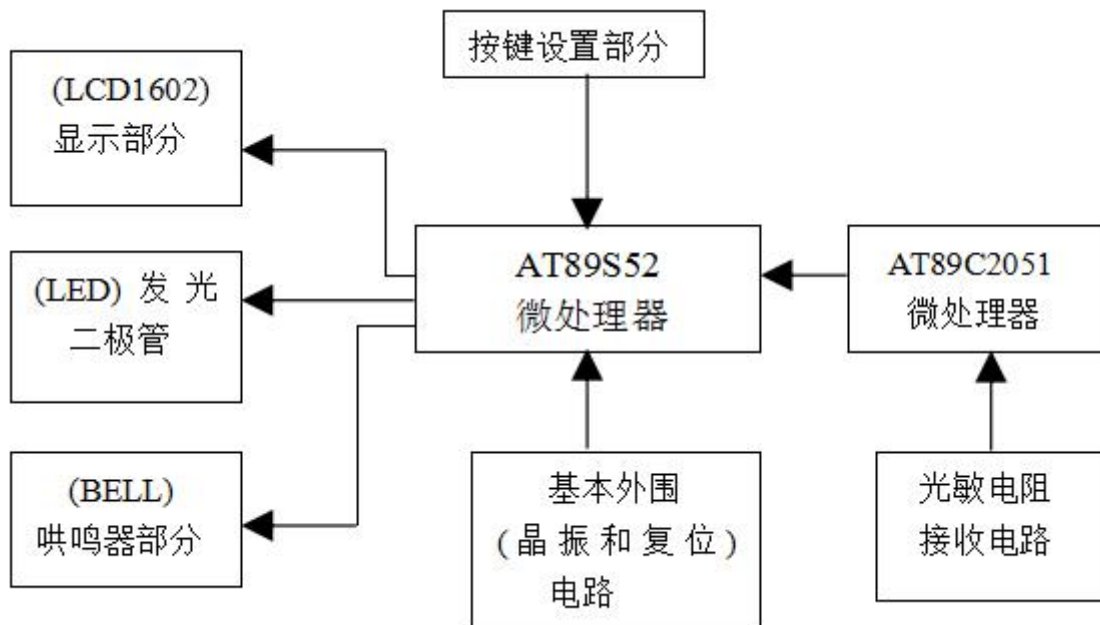 按键设置部分
(LCD1602)
显示部分
AT89S52
微处理器
AT89C2051
微处理器
(LED) 发 光
二极管
(BELL)
哄鸣器部分
基本外围
(晶 振 和 复 位)
电路
光敏电阻
接收电路